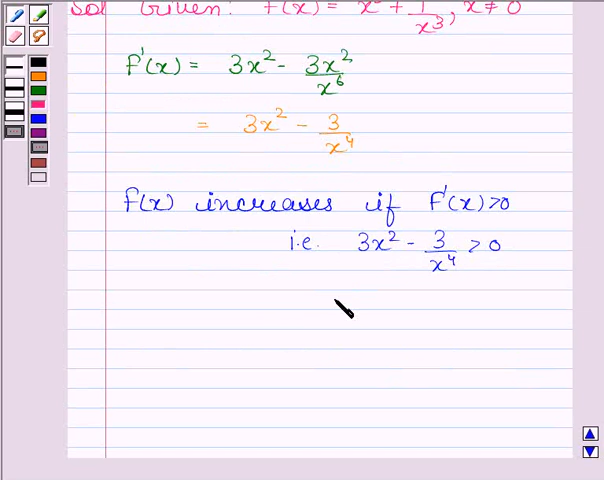 Sol Given: f(x) = x³ + 1/x³, x ≠ 0
f'(x) = 3x² - 3x²/x⁶
= 3x² - 3/x⁴
f(x) increases if f'(x) > 0
i.e. 3x² - 3/x⁴ > 0